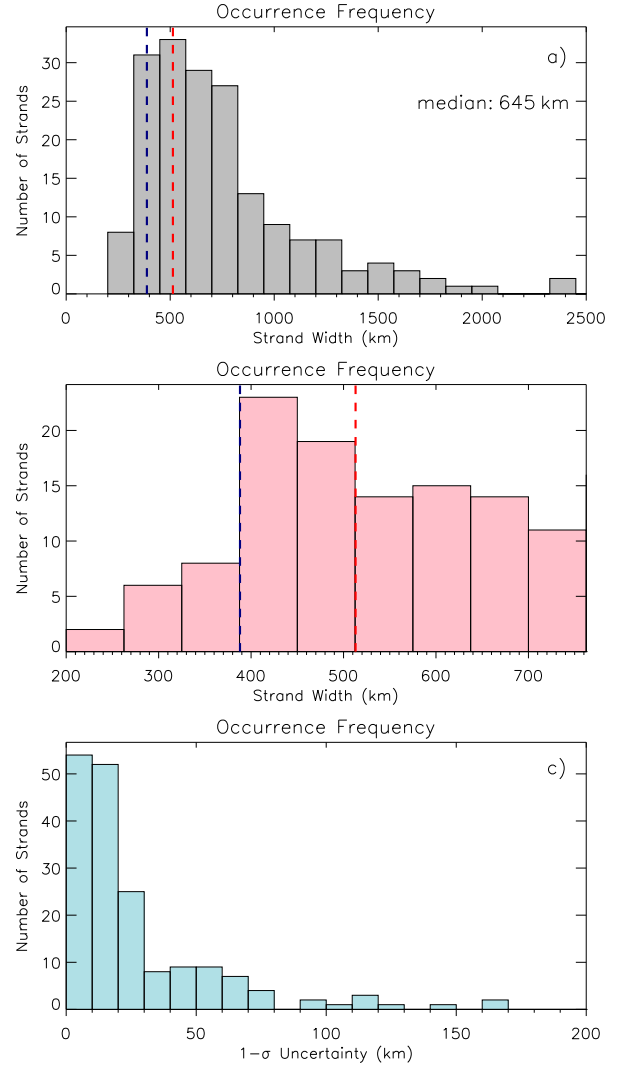 Occurrence Frequency
a)
median: 645 km
Number of Strands
30
25
20
15
10
5
0
0 500 1000 1500 2000 2500
Strand Width (km)
Occurrence Frequency
Number of Strands
20
15
10
5
0
200 300 400 500 600 700
Strand Width (km)
Occurrence Frequency
c)
Number of Strands
50
40
30
20
10
0
0 50 100 150 200
1−σ Uncertainty (km)